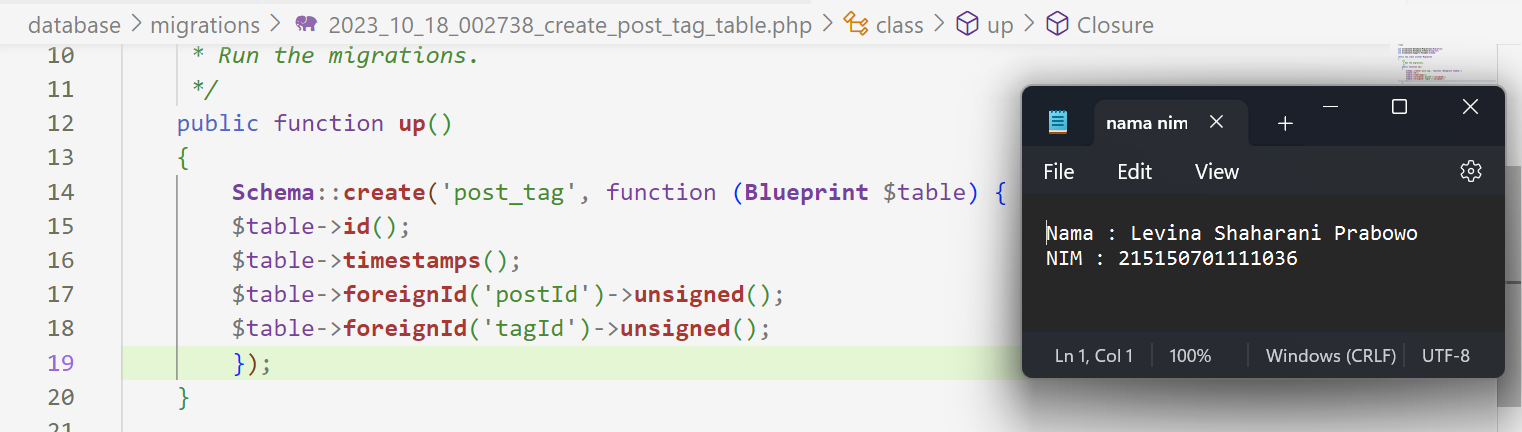 database > migrations > 2023_10_18_002738_create_post_tag_table.php > class > up > Closure
10 * Run the migrations.
11 */
12 public function up()
13 {
14 Schema::create('post_tag', function (Blueprint $table) {
15 $table->id();
16 $table->timestamps();
17 $table->foreignId('postId')->unsigned();
18 $table->foreignId('tagId')->unsigned();
19 });
20 }
21
nama nim
File Edit View
Nama : Levina Shaharani Prabowo
NIM : 215150701111036
Ln 1, Col 1 100% Windows (CRLF) UTF-8